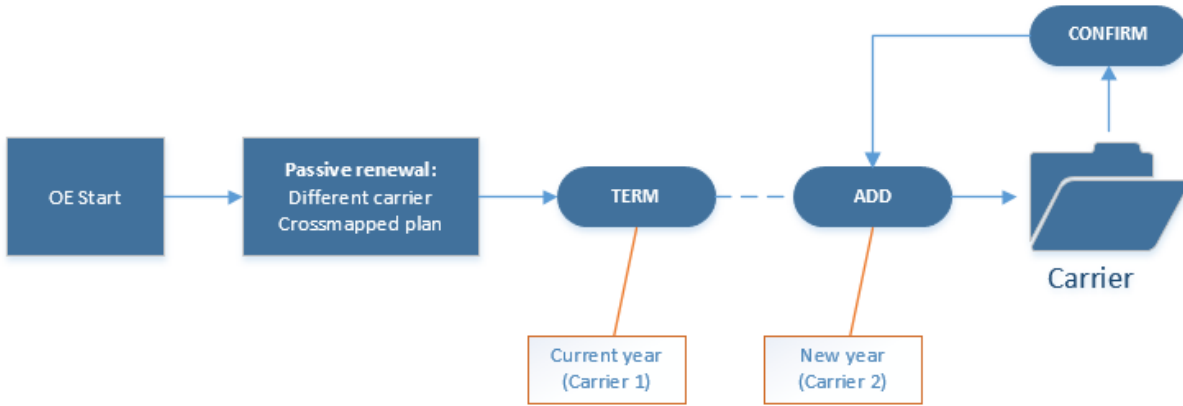 CONFIRM
OE Start
Passive renewal:
Different carrier
Crossmapped plan
TERM
ADD
Carrier
Current year
(Carrier 1)
New year
(Carrier 2)